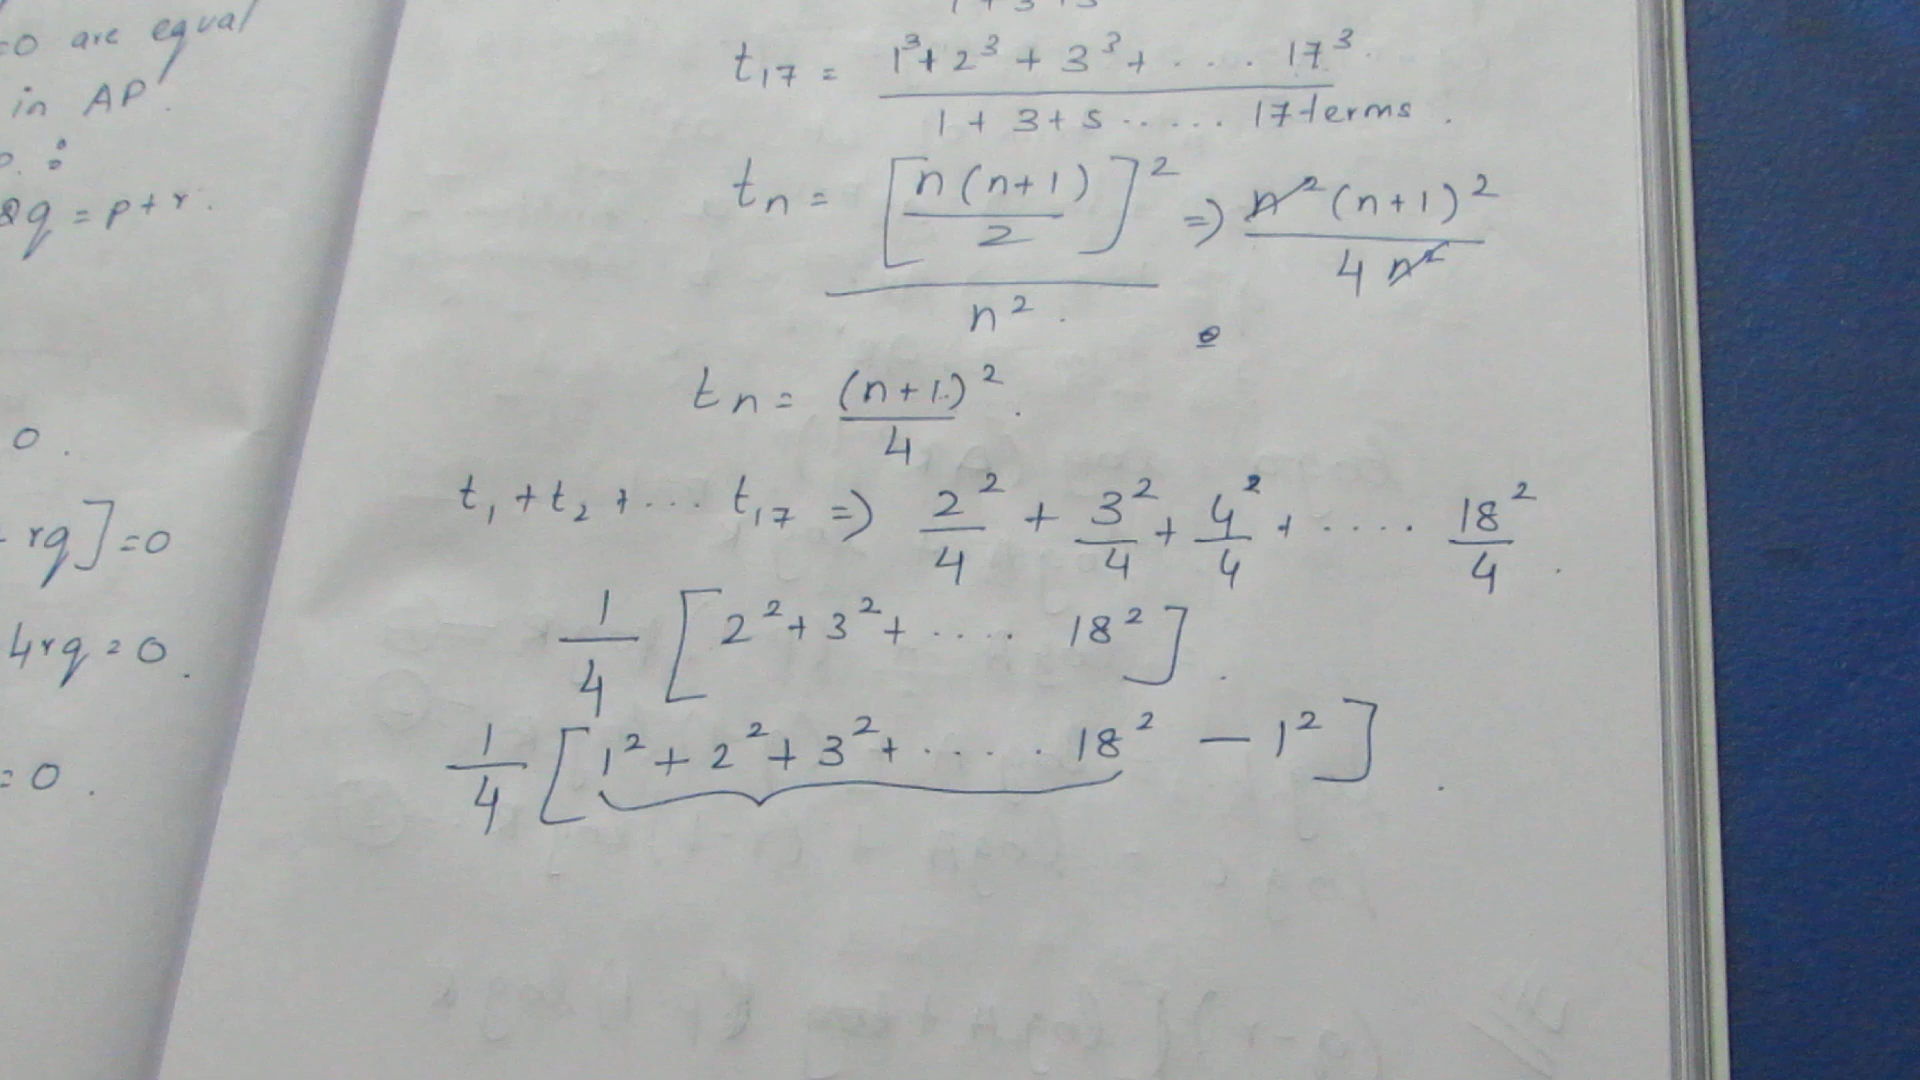 =0 are equal
in AP.
2q = p+r.
0.
rq]=0
4rq=0.
=0.
1+3+5
t₁₇ = 1³+2³+3³+.... 17³.
1+3+5...... 17 terms.
tₙ = [n(n+1) ]² => n²(n+1)²
2 4n²
n².
tₙ = (n+1)².
4
t₁+t₂+... t₁₇ => 2² + 3² + 4² + .... 18²
4 4 4 4.
1 [2²+3²+.... 18²].
4
1 [1²+2²+3²+..... 18² – 1²].
4